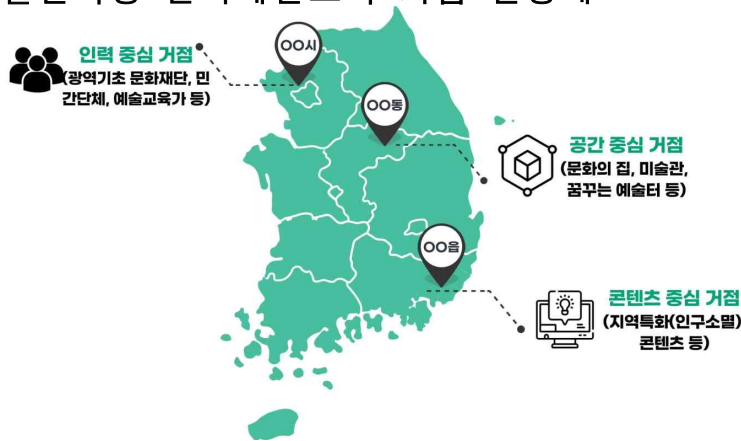 인력 중심 거점
(광역기초 문화재단, 민
간단체, 예술교육가 등)
OO시
OO동
공간 중심 거점
(문화의 집, 미술관,
꿈꾸는 예술터 등)
OO읍
콘텐츠 중심 거점
(지역특화(인구소멸)
콘텐츠 등)